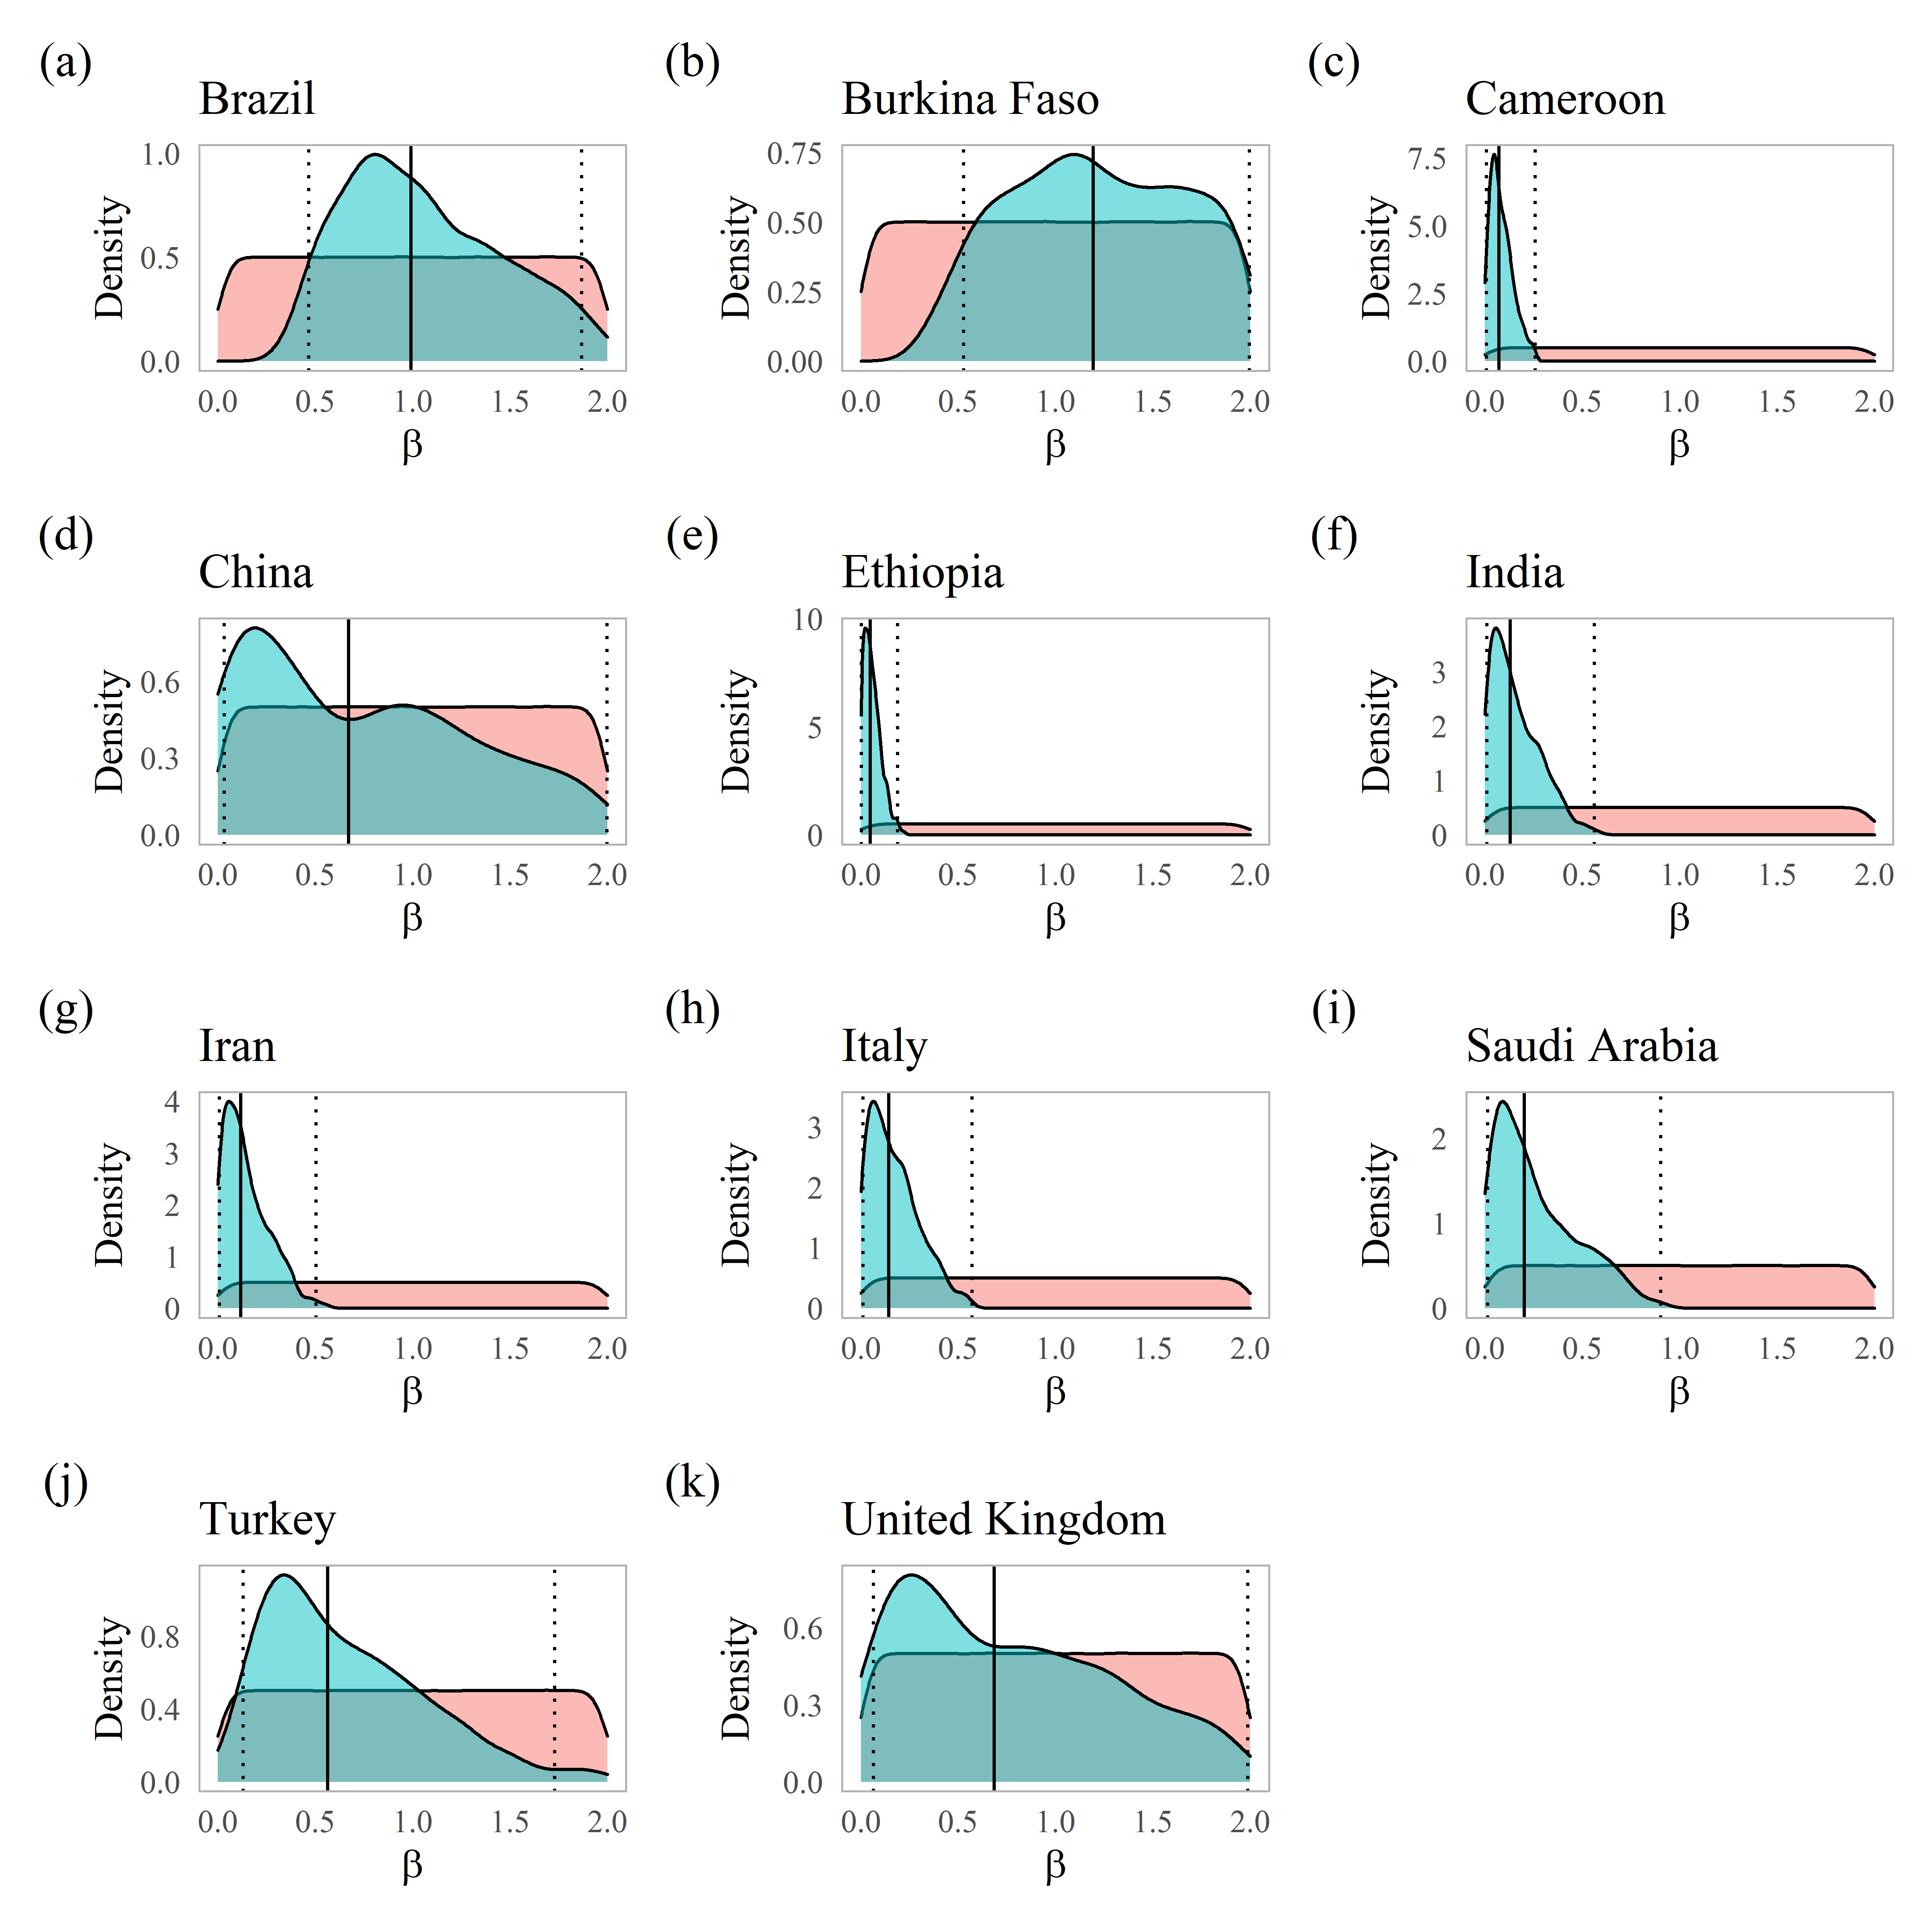 (a) (b) (c)
Brazil Burkina Faso Cameroon
Density 1.0 0.5 0.0
Density 0.75 0.50 0.25 0.00
Density 7.5 5.0 2.5 0.0
0.0 0.5 1.0 1.5 2.0 0.0 0.5 1.0 1.5 2.0 0.0 0.5 1.0 1.5 2.0
β β β
(d) (e) (f)
China Ethiopia India
Density 0.6 0.3 0.0
Density 10 5 0
Density 3 2 1 0
0.0 0.5 1.0 1.5 2.0 0.0 0.5 1.0 1.5 2.0 0.0 0.5 1.0 1.5 2.0
β β β
(g) (h) (i)
Iran Italy Saudi Arabia
Density 4 3 2 1 0
Density 3 2 1 0
Density 2 1 0
0.0 0.5 1.0 1.5 2.0 0.0 0.5 1.0 1.5 2.0 0.0 0.5 1.0 1.5 2.0
β β β
(j) (k)
Turkey United Kingdom
Density 0.8 0.4 0.0
Density 0.6 0.3 0.0
0.0 0.5 1.0 1.5 2.0 0.0 0.5 1.0 1.5 2.0
β β